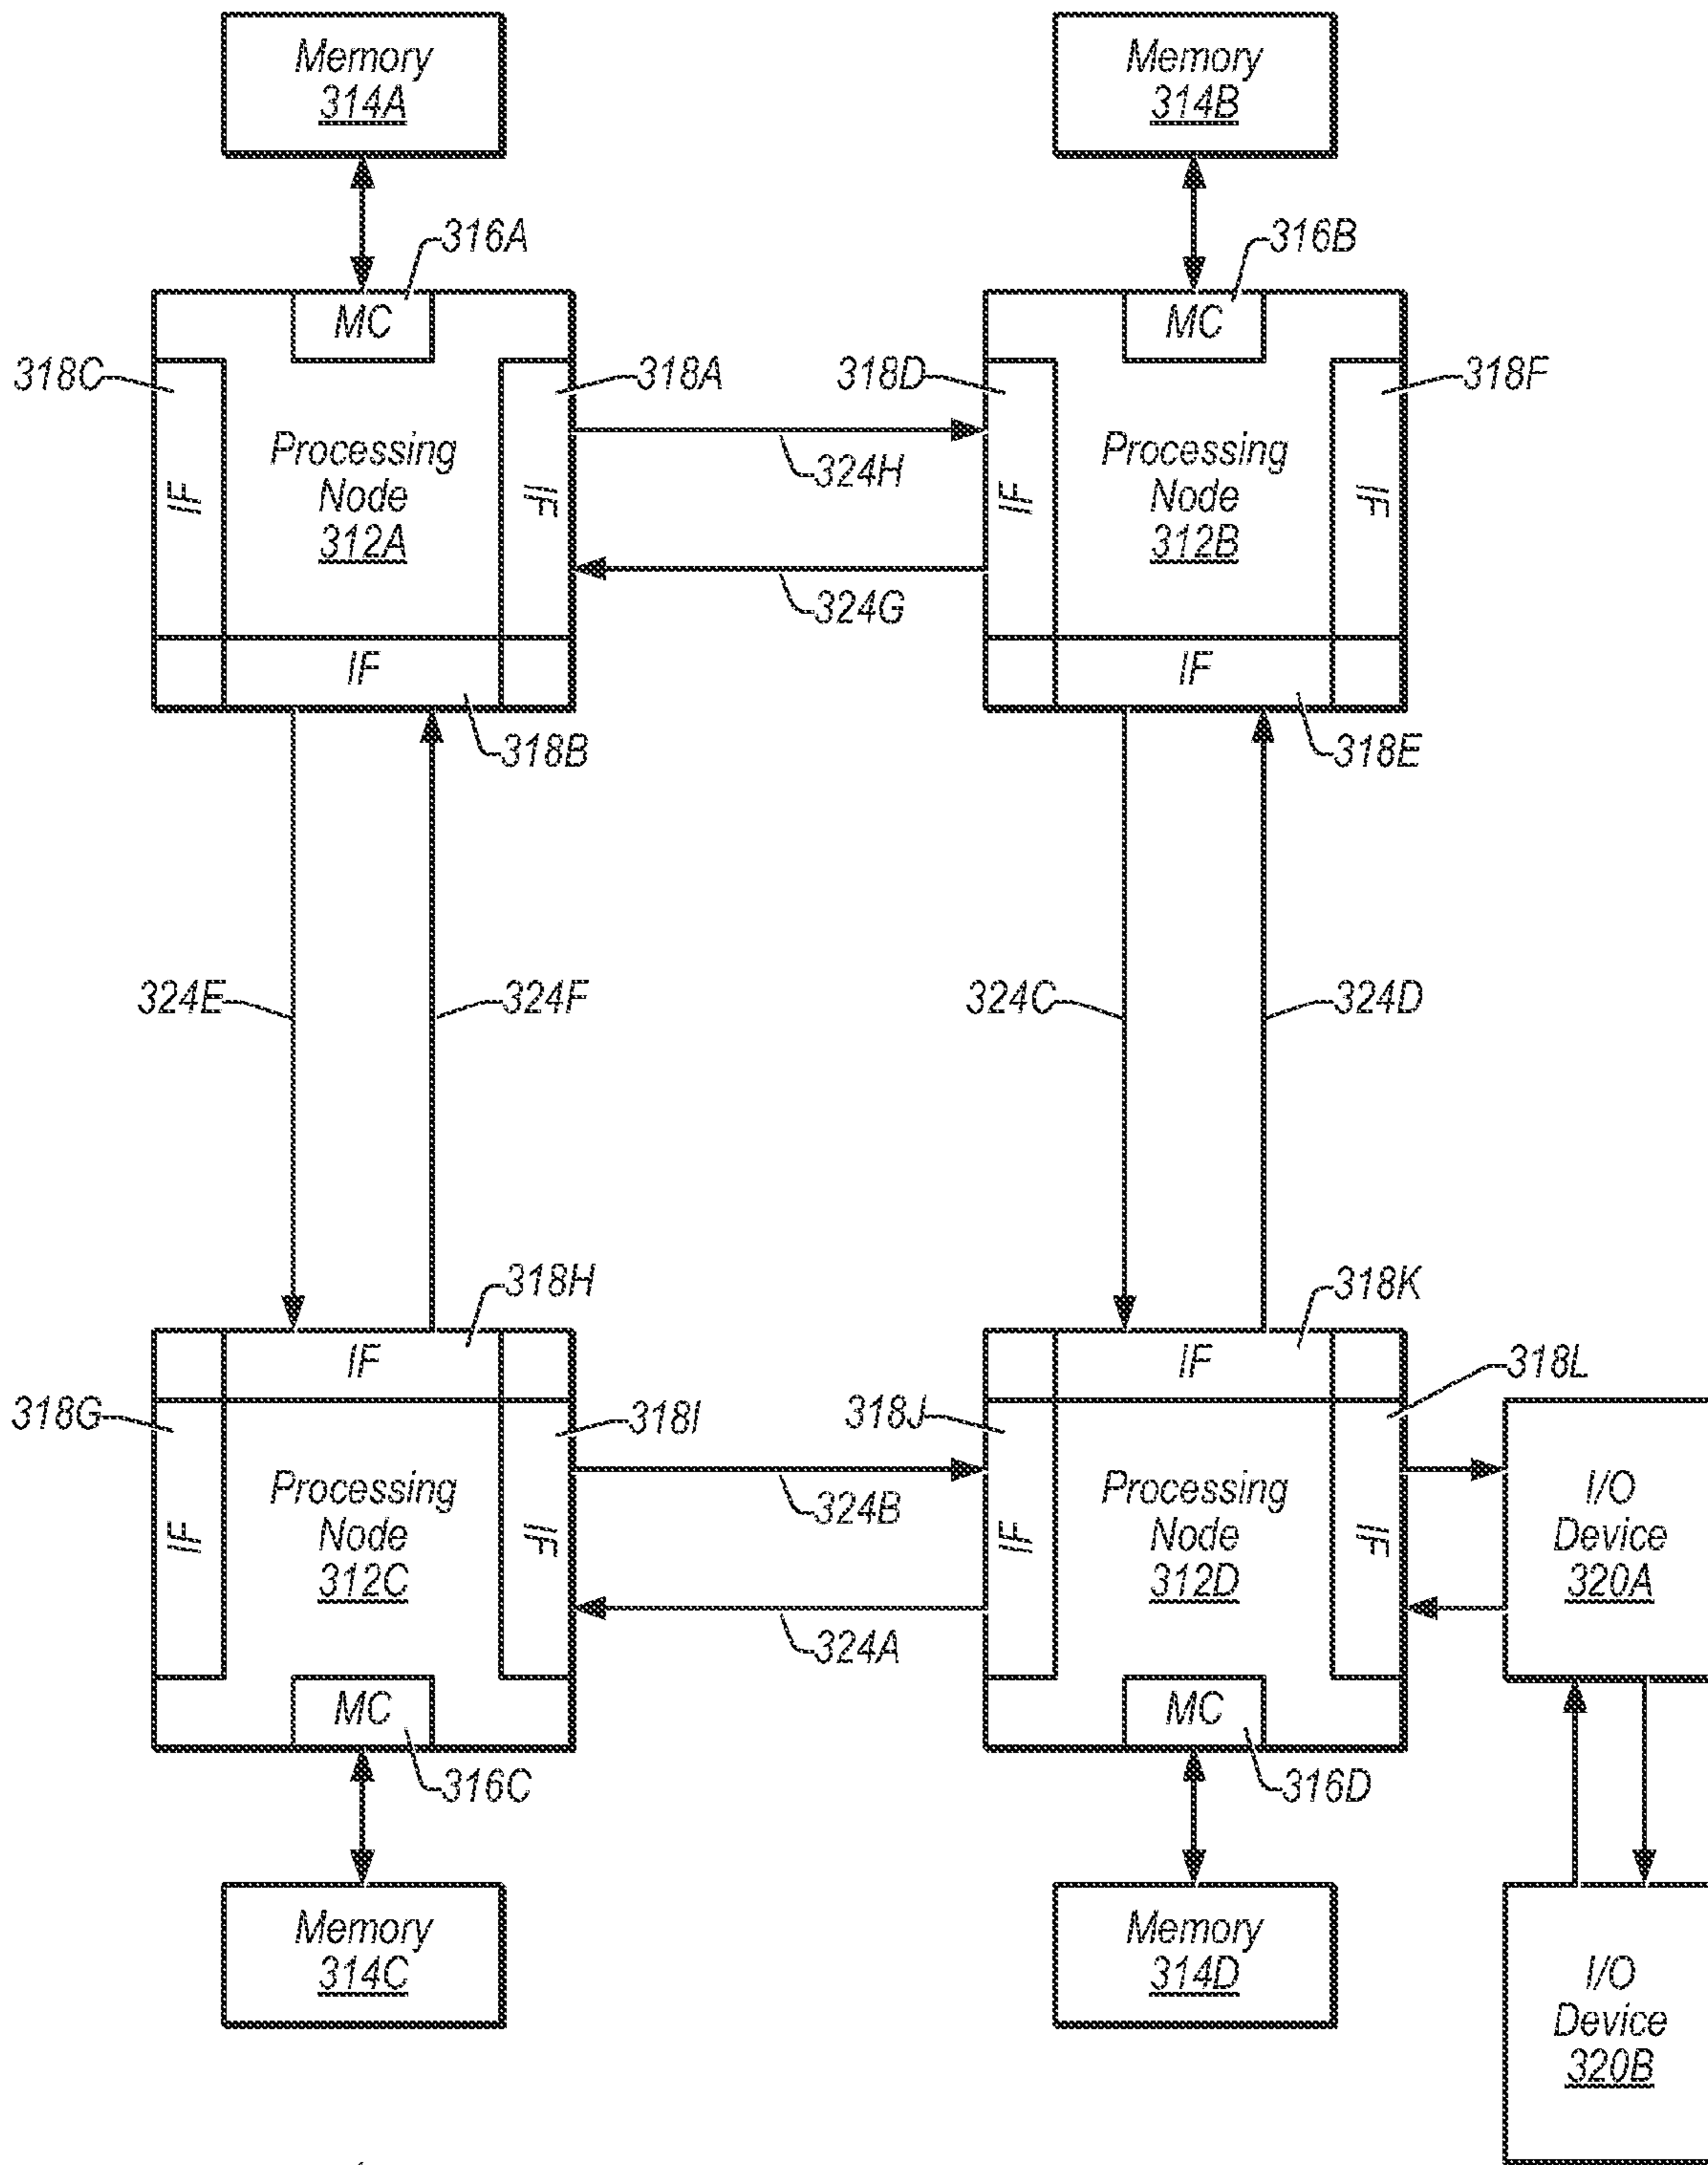 Memory
314A
Memory
314B
316A
316B
MC
MC
318C
318A
318D
318F
Processing
Node
312A
Processing
Node
312B
IF
IF
IF
IF
324H
324G
IF
IF
318B
318E
324E
324F
324C
324D
318H
318K
IF
IF
318L
318G
318I
318J
Processing
Node
312C
Processing
Node
312D
I/O
Device
320A
IF
IF
IF
IF
324B
324A
MC
MC
316C
316D
Memory
314C
Memory
314D
I/O
Device
320B